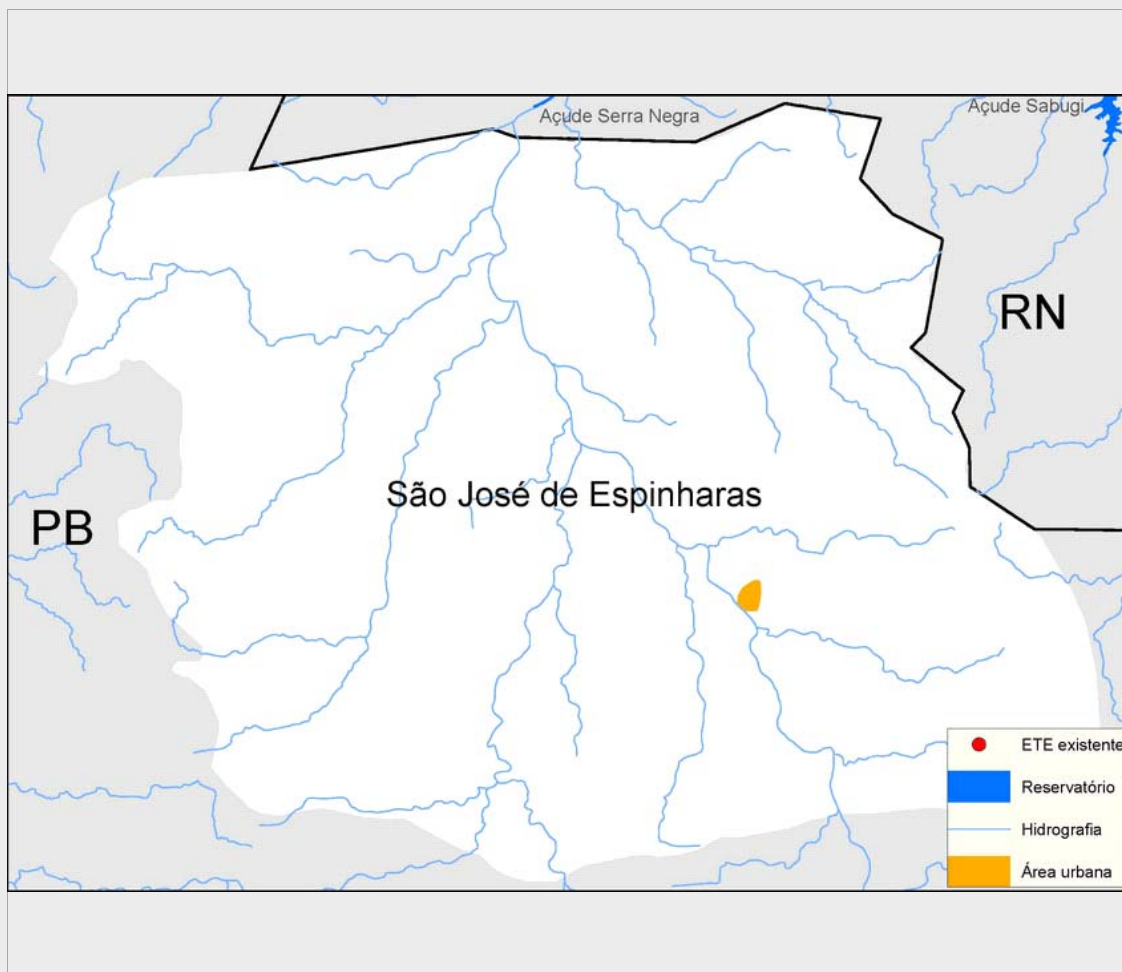 Açude Serra Negra
Açude Sabugi
RN
São José de Espinharas
PB
ETE existente
Reservatório
Hidrografia
Área urbana